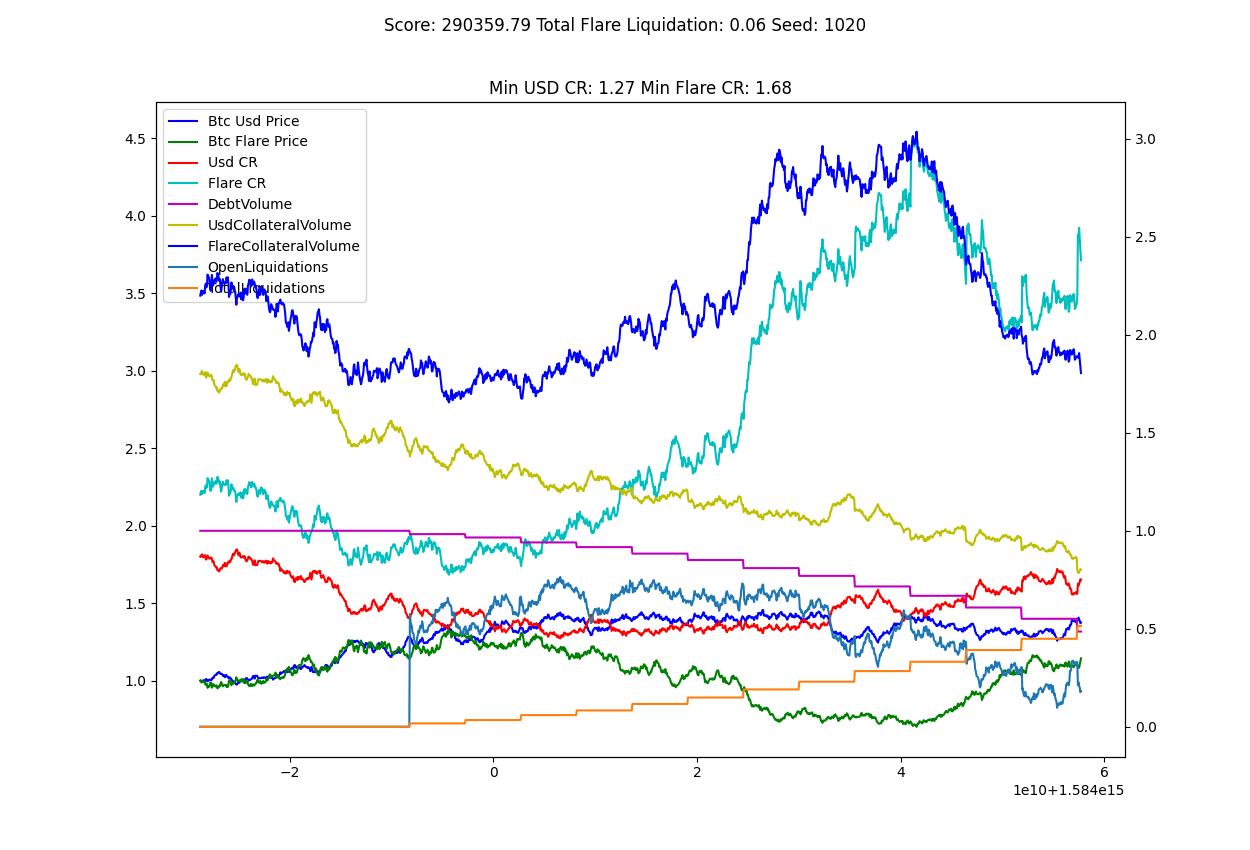 Score: 290359.79 Total Flare Liquidation: 0.06 Seed: 1020
Min USD CR: 1.27 Min Flare CR: 1.68
Btc Usd Price
Btc Flare Price
Usd CR
Flare CR
DebtVolume
UsdCollateralVolume
FlareCollateralVolume
OpenLiquidations
TotalLiquidations
4.5
4.0
3.5
3.0
2.5
2.0
1.5
1.0
3.0
2.5
2.0
1.5
1.0
0.5
0.0
−2
0
2
4
6
1e10+1.584e15